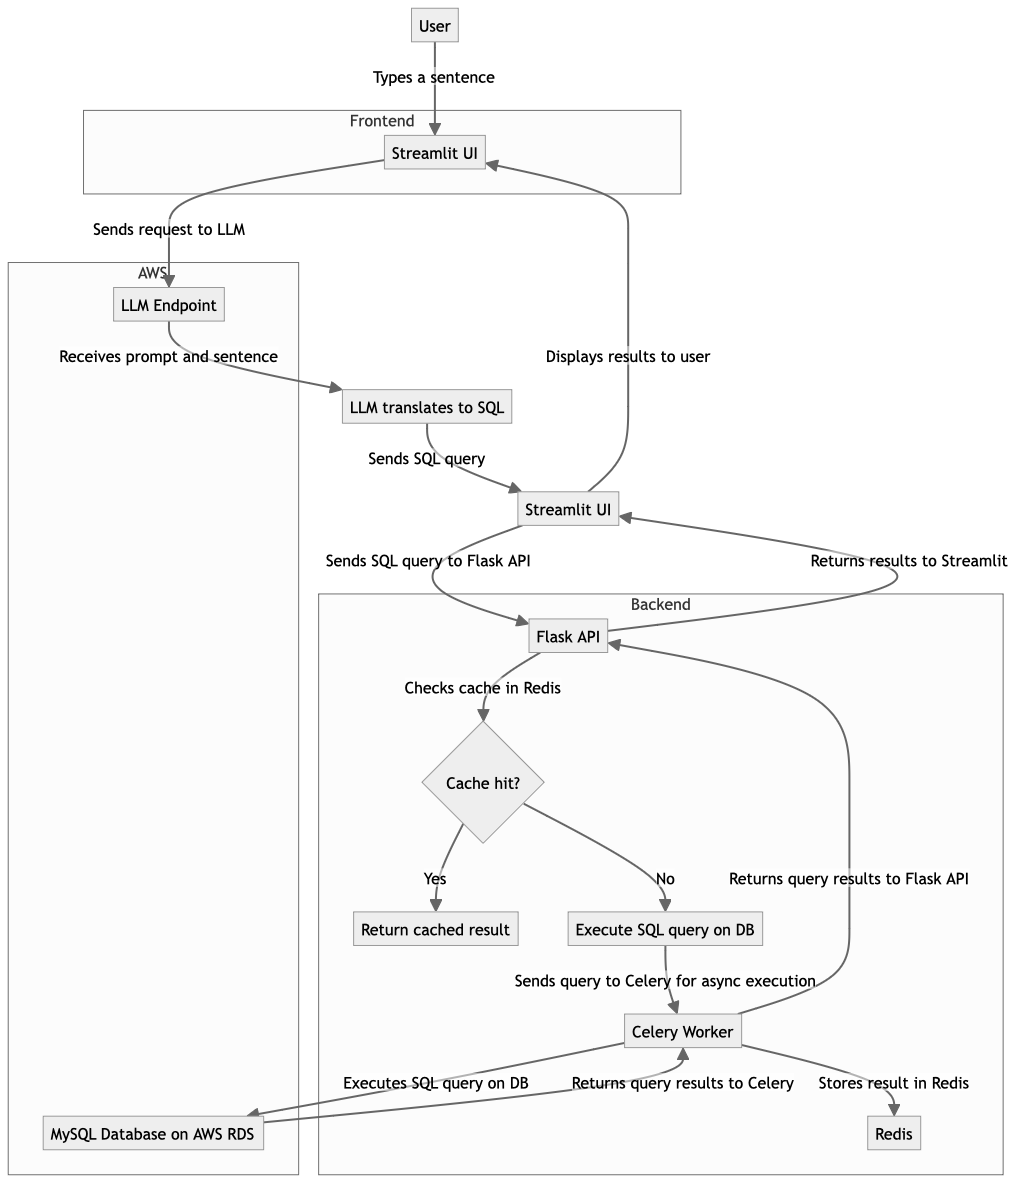 User
Types a sentence
Frontend
Streamlit UI
Sends request to LLM
AWS
LLM Endpoint
Receives prompt and sentence
Displays results to user
LLM translates to SQL
Sends SQL query
Streamlit UI
Sends SQL query to Flask API
Returns results to Streamlit
Backend
Flask API
Checks cache in Redis
Cache hit?
Yes
No
Returns query results to Flask API
Return cached result
Execute SQL query on DB
Sends query to Celery for async execution
Celery Worker
Executes SQL query on DB
Returns query results to Celery
Stores result in Redis
MySQL Database on AWS RDS
Redis